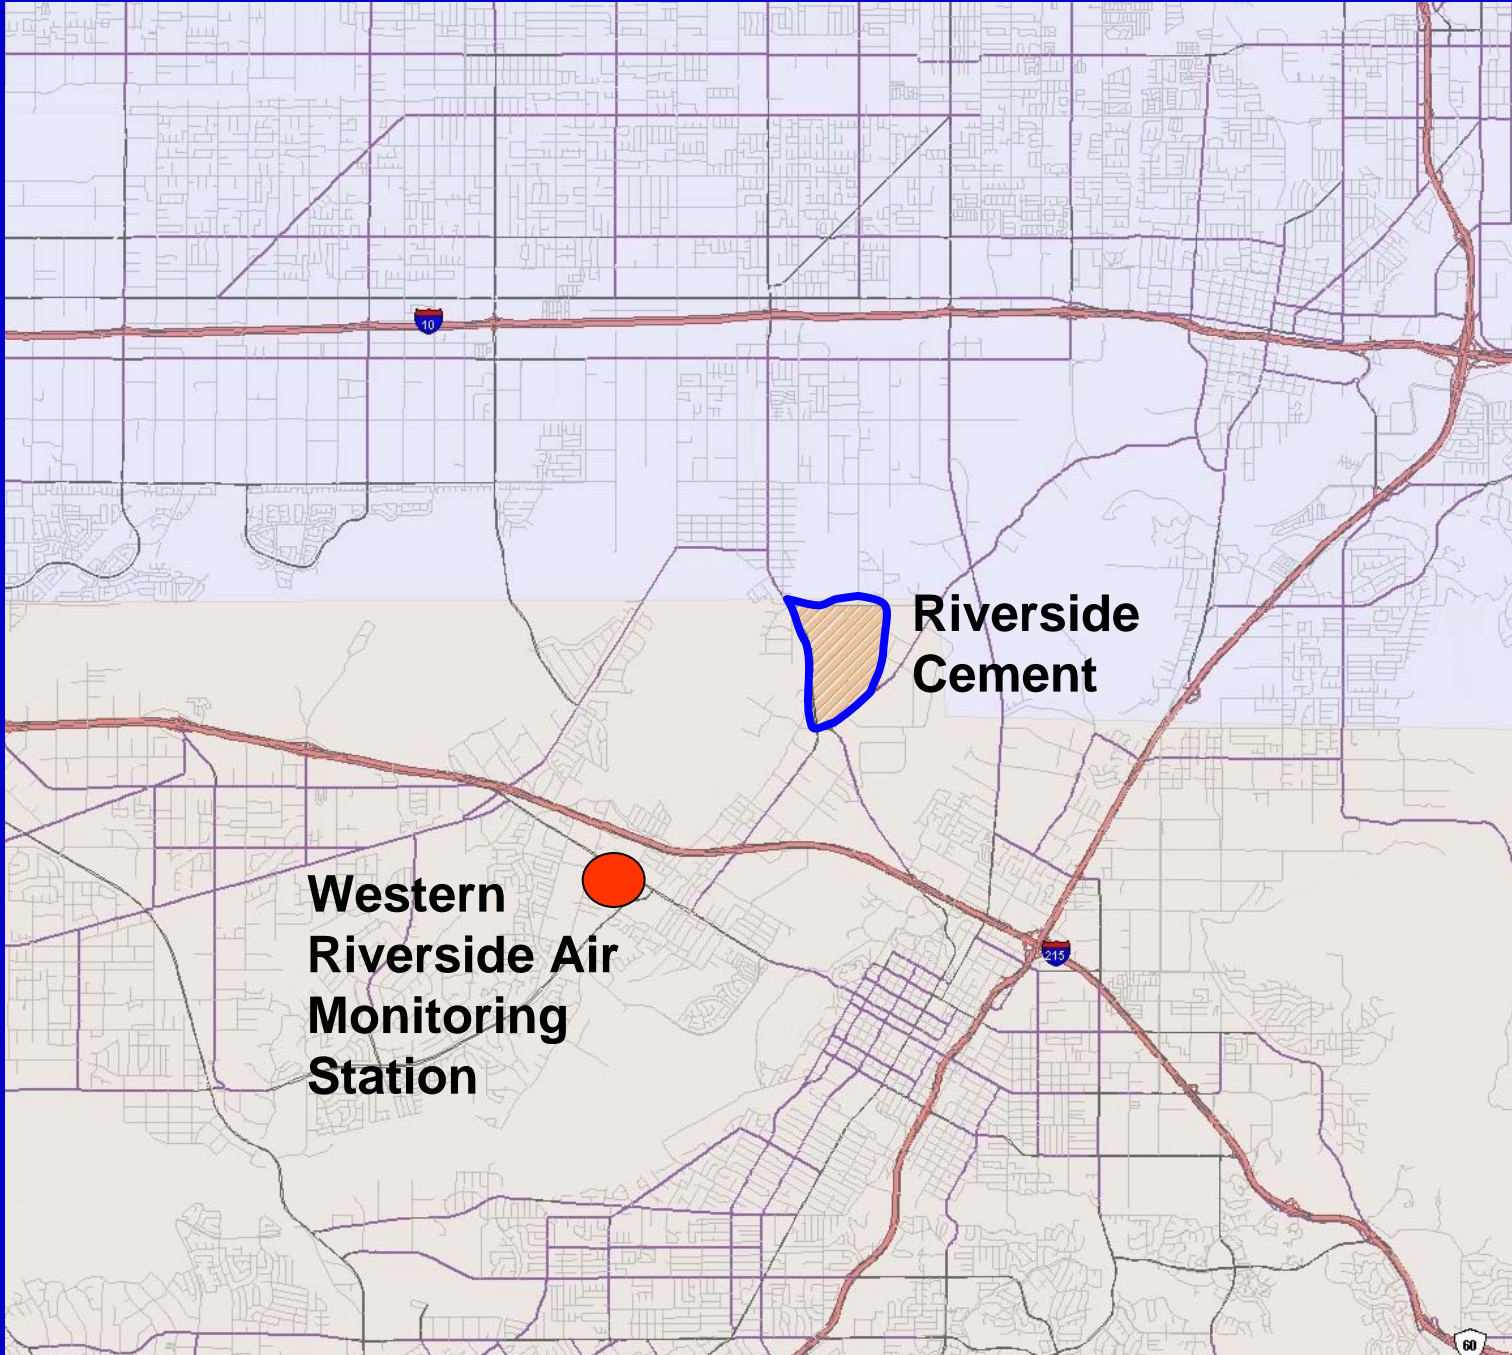 10
Riverside
Cement
Western
Riverside Air
Monitoring
Station
215
60